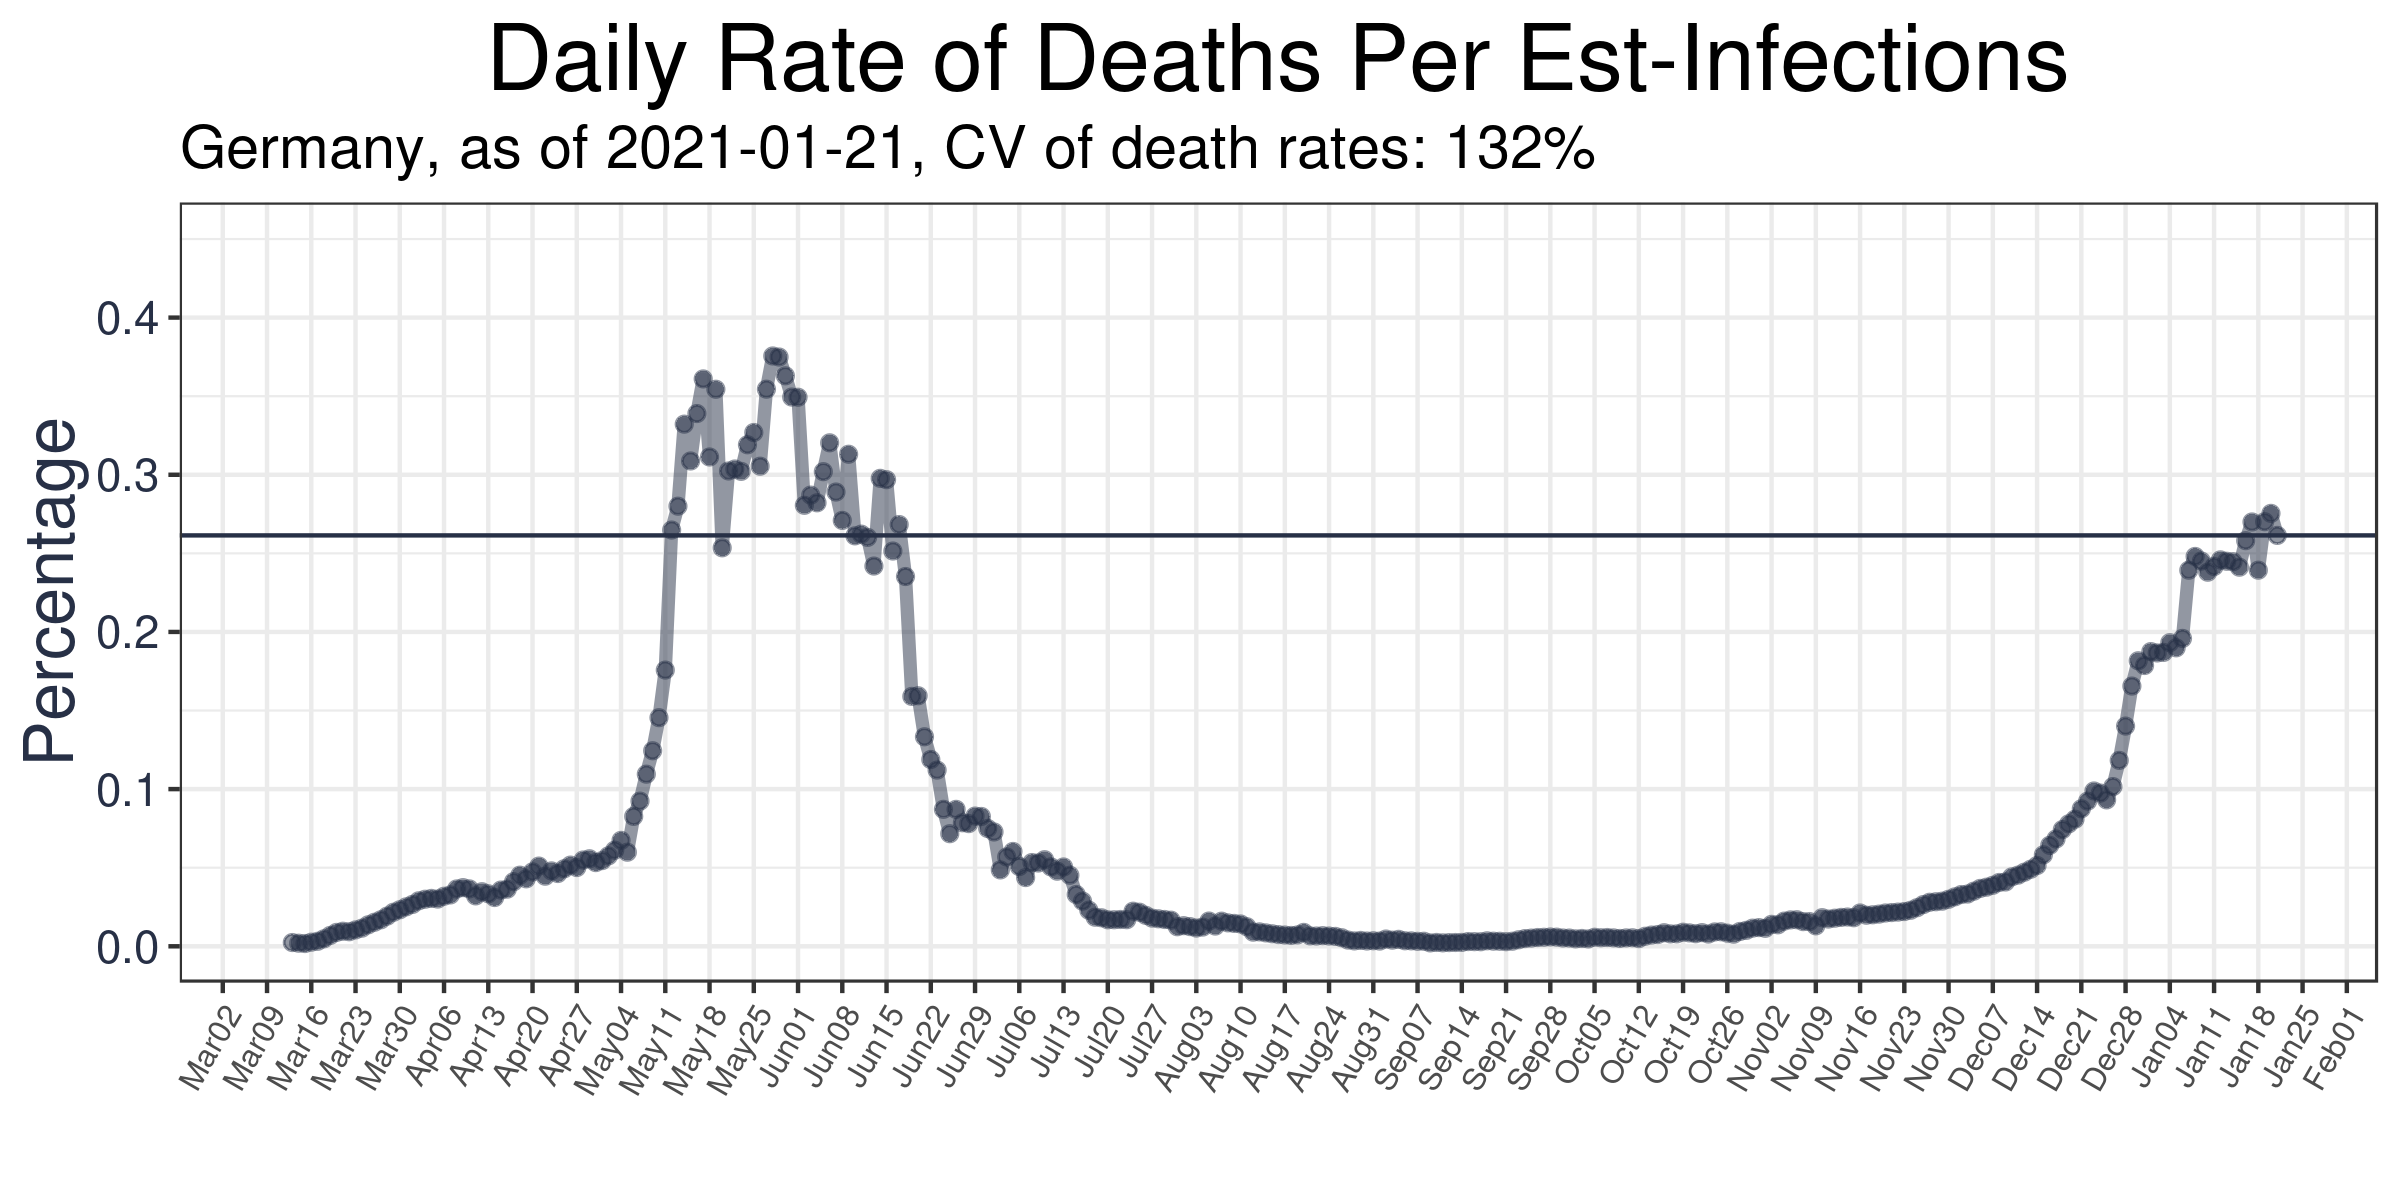 Daily Rate of Deaths Per Est-Infections
Germany, as of 2021-01-21, CV of death rates: 132%
Percentage
0.4
0.3
0.2
0.1
0.0
Mar02
Mar09
Mar16
Mar23
Mar30
Apr06
Apr13
Apr20
Apr27
May04
May11
May18
May25
Jun01
Jun08
Jun15
Jun22
Jun29
Jul06
Jul13
Jul20
Jul27
Aug03
Aug10
Aug17
Aug24
Aug31
Sep07
Sep14
Sep21
Sep28
Oct05
Oct12
Oct19
Oct26
Nov02
Nov09
Nov16
Nov23
Nov30
Dec07
Dec14
Dec21
Dec28
Jan04
Jan11
Jan18
Jan25
Feb01